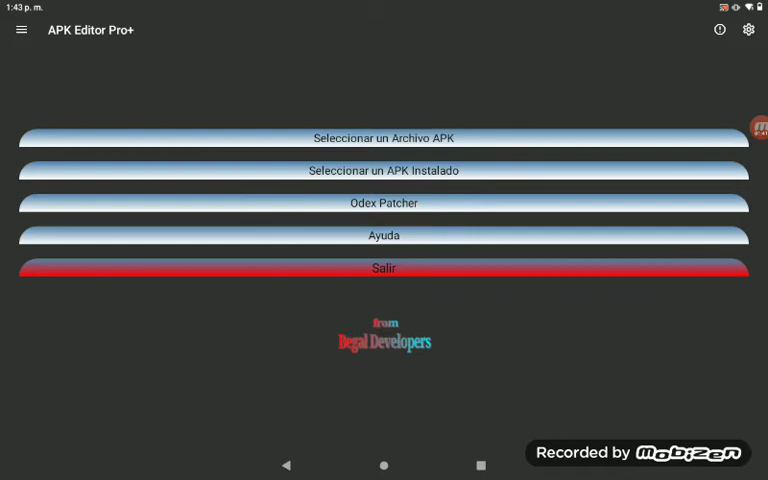 1:43 p. m.
APK Editor Pro+
Seleccionar un Archivo APK
Seleccionar un APK Instalado
Odex Patcher
Ayuda
Salir
from
Begal Developers
Recorded by MOBIZEN